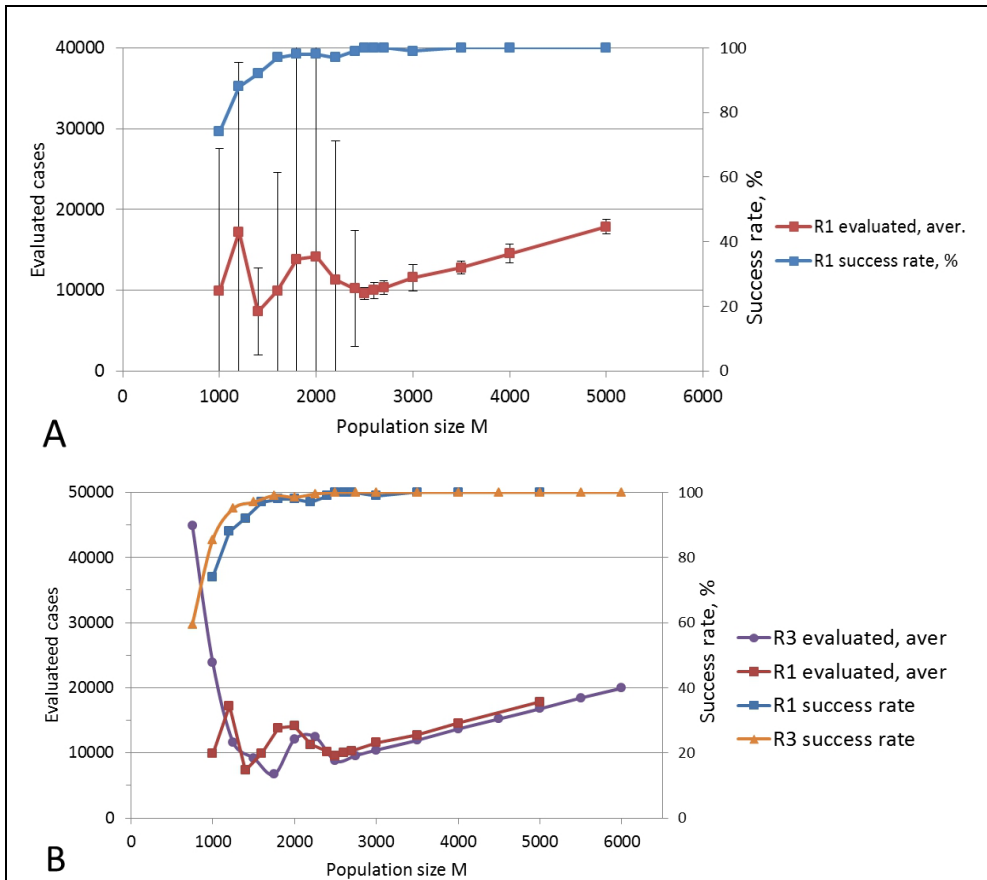 40000
30000
20000
10000
0
Evaluated cases
0
1000
2000
3000
4000
5000
6000
Population size M
100
80
60
40
20
0
Success rate, %
R1 evaluated, aver.
R1 success rate, %
A
50000
40000
30000
20000
10000
0
Evaluateed cases
0
1000
2000
3000
4000
5000
6000
Population size M
100
80
60
40
20
0
Success rate, %
R3 evaluated, aver
R1 evaluated, aver
R1 success rate
R3 success rate
B